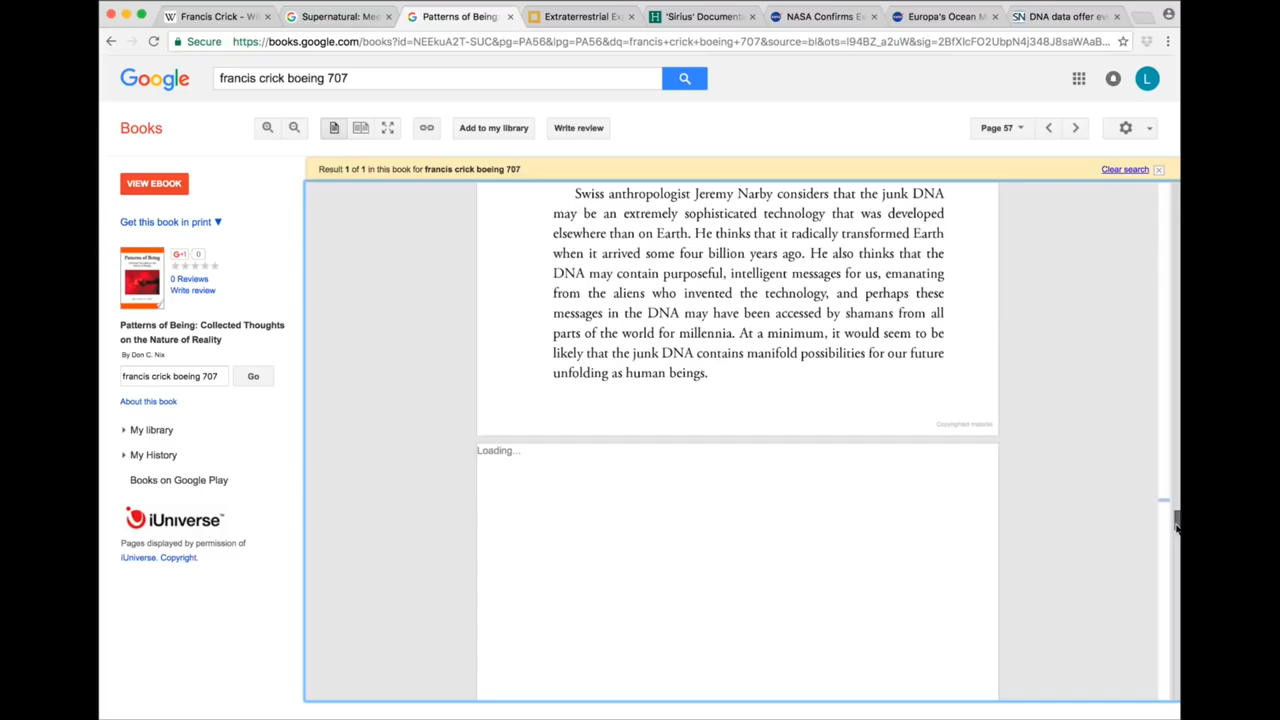 Francis Crick - Wi
Supernatural: Mee
Patterns of Being:
Extraterrestrial Ex
'Sirius' Documenta
NASA Confirms Ev
Europa's Ocean M
SN DNA data offer evi
Secure https://books.google.com/books?id=NEEkuA2T-SUC&pg=PA56&lpg=PA56&dq=francis+crick+boeing+707&source=bl&ots=I94BZ_a2uW&sig=2BfXIcFO2UbpN4j348J8saWAaB...
Google
francis crick boeing 707
L
Books
Add to my library
Write review
Page 57
Result 1 of 1 in this book for francis crick boeing 707
Clear search
VIEW EBOOK
Get this book in print ▼
G+1 0
0 Reviews
Write review
Patterns of Being: Collected Thoughts
on the Nature of Reality
By Don C. Nix
francis crick boeing 707
Go
About this book
My library
My History
Books on Google Play
iUniverse™
Pages displayed by permission of
iUniverse. Copyright.
Swiss anthropologist Jeremy Narby considers that the junk DNA
may be an extremely sophisticated technology that was developed
elsewhere than on Earth. He thinks that it radically transformed Earth
when it arrived some four billion years ago. He also thinks that the
DNA may contain purposeful, intelligent messages for us, emanating
from the aliens who invented the technology, and perhaps these
messages in the DNA may have been accessed by shamans from all
parts of the world for millennia. At a minimum, it would seem to be
likely that the junk DNA contains manifold possibilities for our future
unfolding as human beings.
Copyrighted material
Loading...